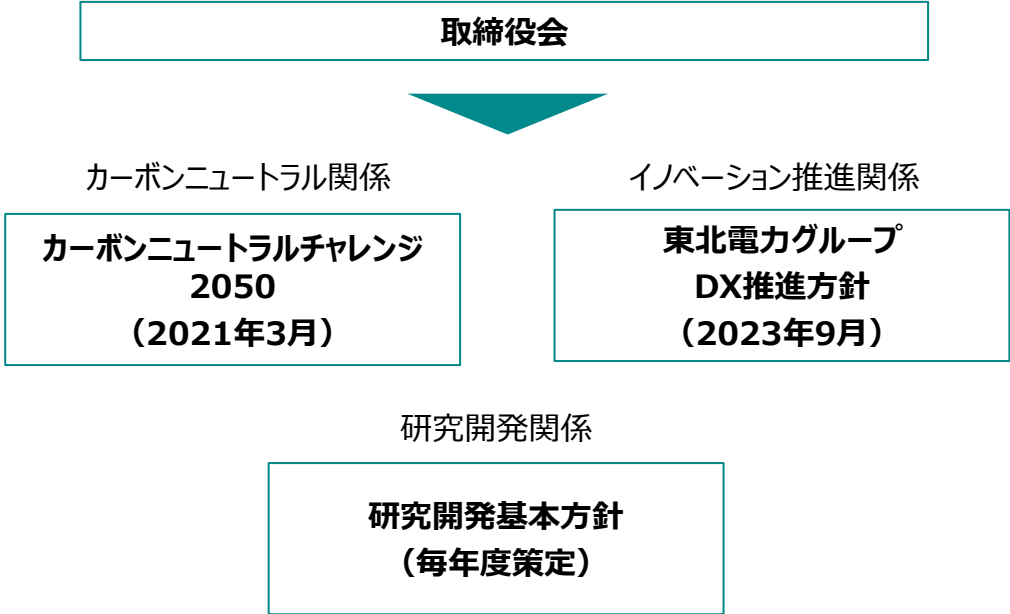 取締役会
カーボンニュートラル関係
イノベーション推進関係
カーボンニュートラルチャレンジ
2050
（2021年3月）
東北電力グループ
DX推進方針
（2023年9月）
研究開発関係
研究開発基本方針
（毎年度策定）